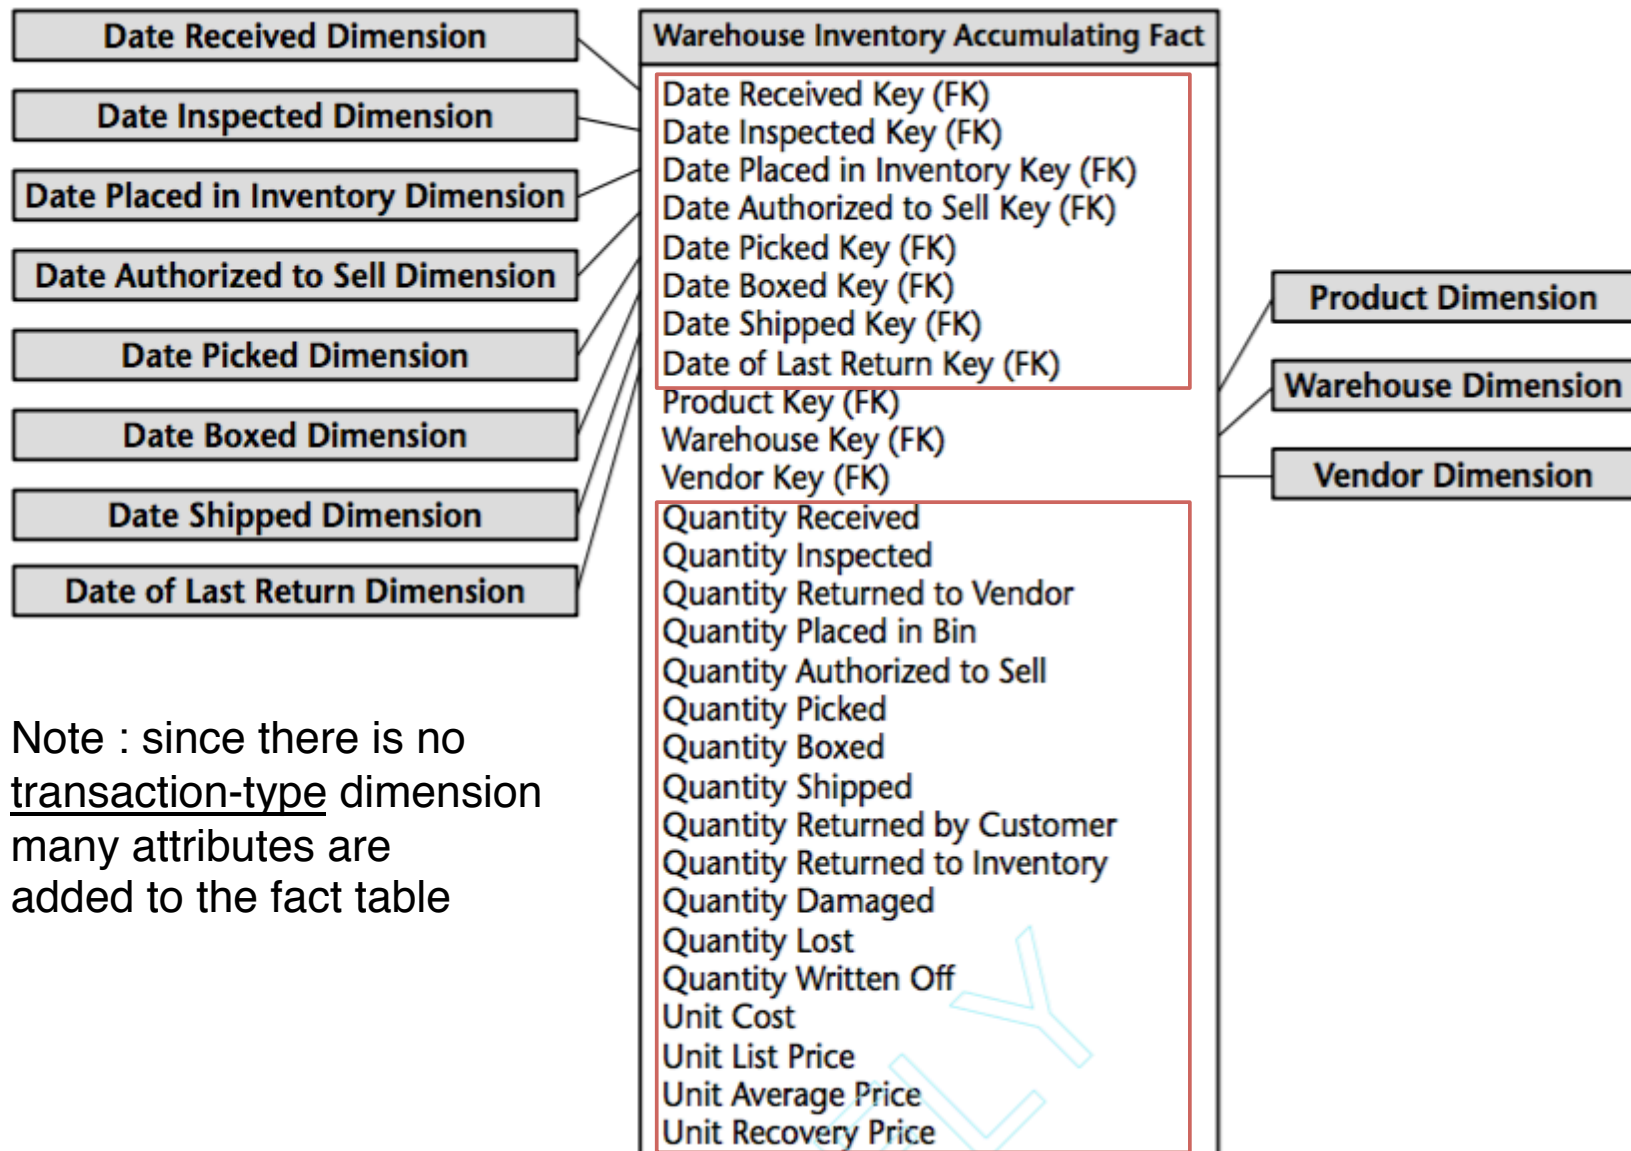 Date Received Dimension
Date Inspected Dimension
Date Placed in Inventory Dimension
Date Authorized to Sell Dimension
Date Picked Dimension
Date Boxed Dimension
Date Shipped Dimension
Date of Last Return Dimension
Note : since there is no
transaction-type dimension
many attributes are
added to the fact table
Warehouse Inventory Accumulating Fact
Date Received Key (FK)
Date Inspected Key (FK)
Date Placed in Inventory Key (FK)
Date Authorized to Sell Key (FK)
Date Picked Key (FK)
Date Boxed Key (FK)
Date Shipped Key (FK)
Date of Last Return Key (FK)
Product Key (FK)
Warehouse Key (FK)
Vendor Key (FK)
Quantity Received
Quantity Inspected
Quantity Returned to Vendor
Quantity Placed in Bin
Quantity Authorized to Sell
Quantity Picked
Quantity Boxed
Quantity Shipped
Quantity Returned by Customer
Quantity Returned to Inventory
Quantity Damaged
Quantity Lost
Quantity Written Off
Unit Cost
Unit List Price
Unit Average Price
Unit Recovery Price
Product Dimension
Warehouse Dimension
Vendor Dimension